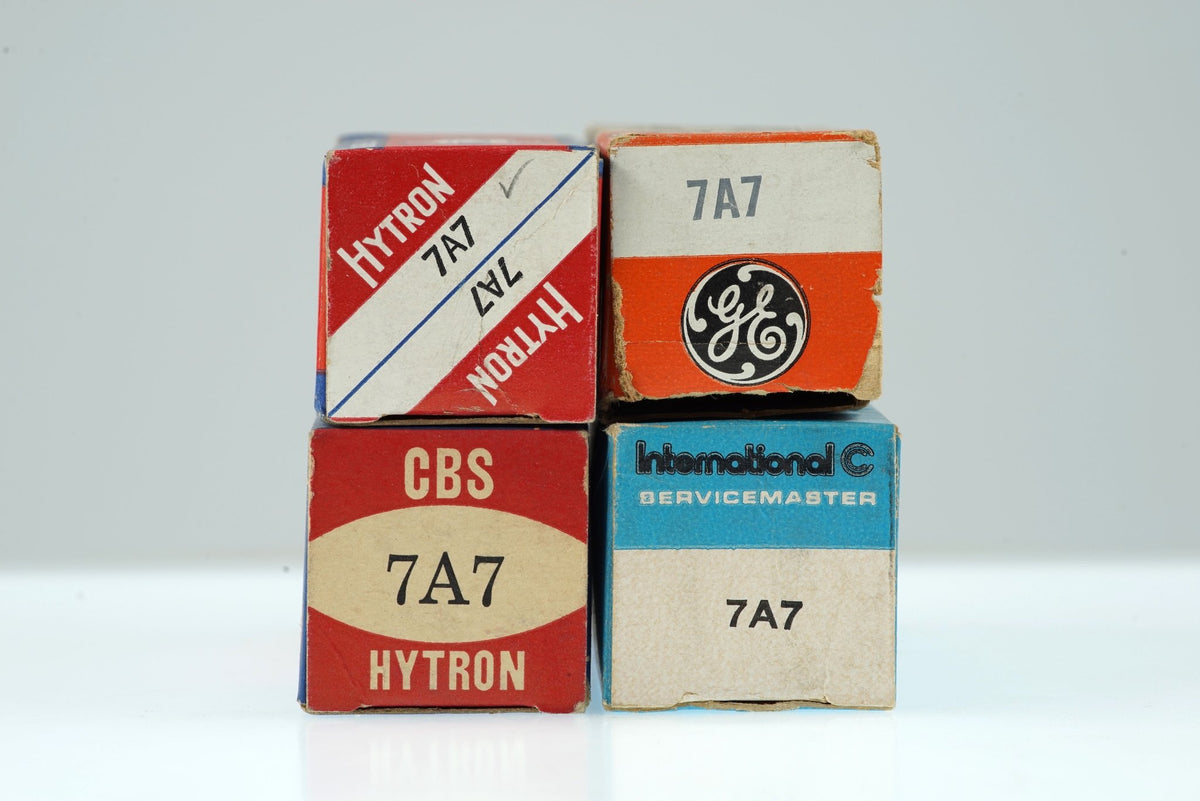 HYTRON
7A7
7A7
HYTRON
7A7
GE
CBS
7A7
HYTRON
International C
SERVICEMASTER
7A7